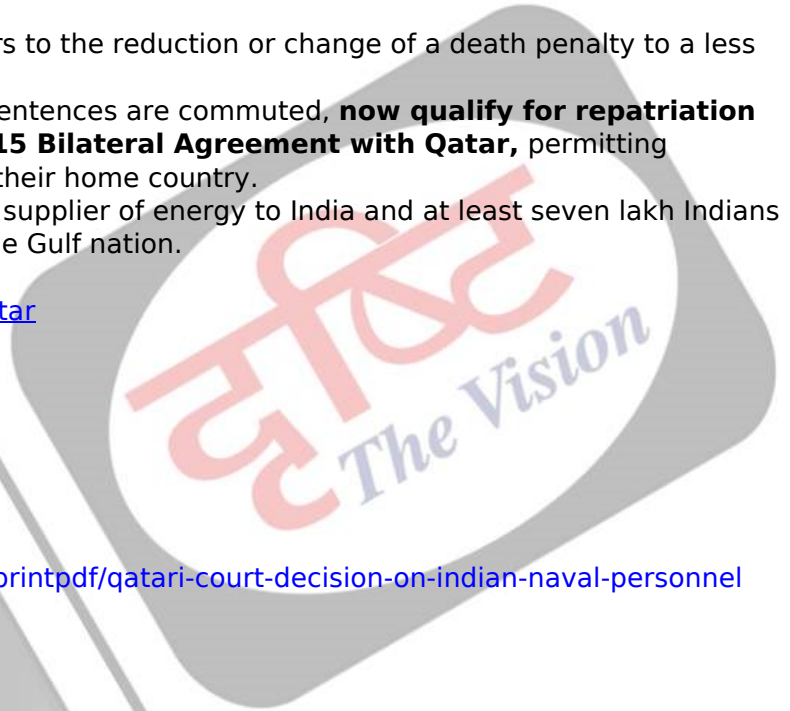 rs to the reduction or change of a death penalty to a less
entences are commuted, now qualify for repatriation
15 Bilateral Agreement with Qatar, permitting
their home country.
supplier of energy to India and at least seven lakh Indians
e Gulf nation.
tar
दृष्टि
The Vision
printpdf/qatari-court-decision-on-indian-naval-personnel